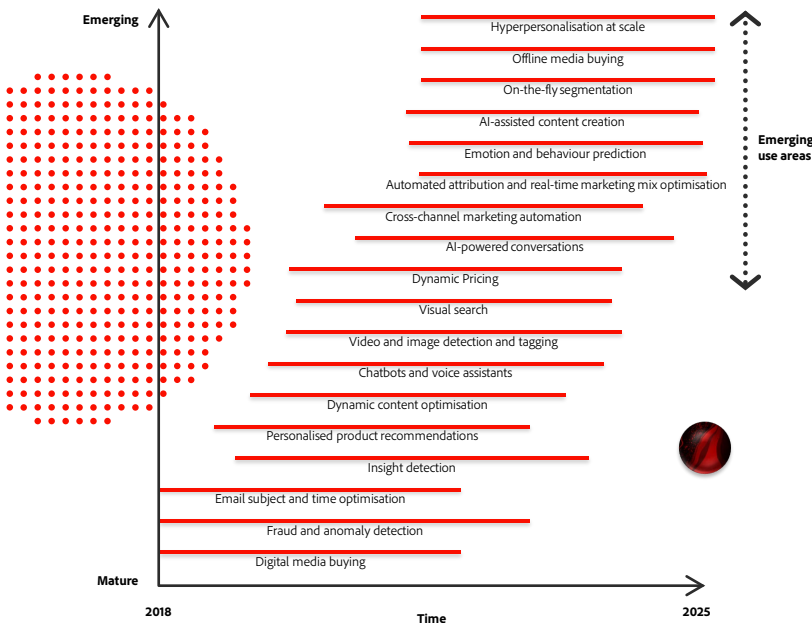 Emerging
Hyperpersonalisation at scale
Offline media buying
On-the-fly segmentation
AI-assisted content creation
Emotion and behaviour prediction
Emerging
use areas
Automated attribution and real-time marketing mix optimisation
Cross-channel marketing automation
AI-powered conversations
Dynamic Pricing
Visual search
Video and image detection and tagging
Chatbots and voice assistants
Dynamic content optimisation
Personalised product recommendations
Insight detection
Email subject and time optimisation
Fraud and anomaly detection
Digital media buying
Mature
2018
Time
2025